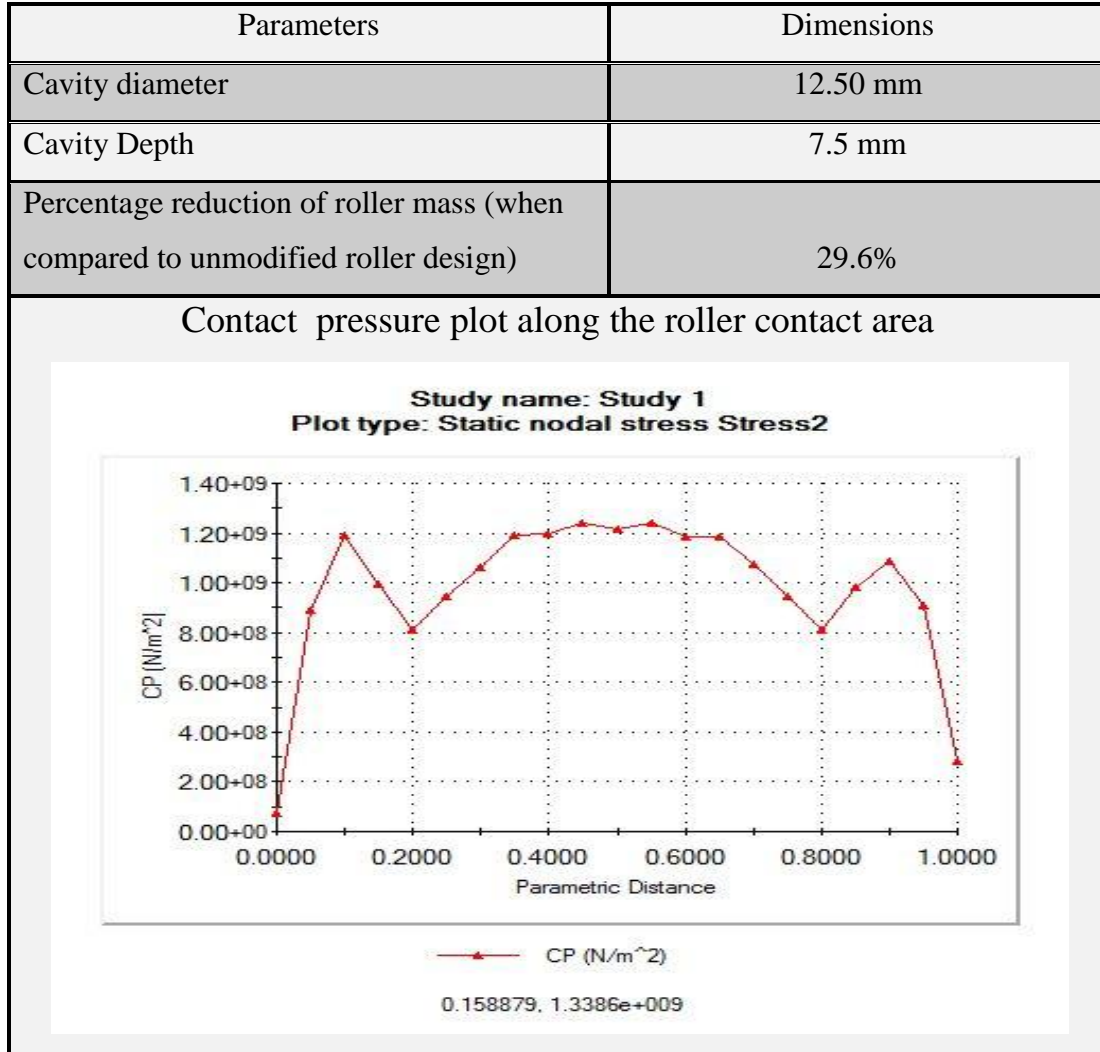 Parameters Dimensions
Cavity diameter 12.50 mm
Cavity Depth 7.5 mm
Percentage reduction of roller mass (when
compared to unmodified roller design) 29.6%
Contact pressure plot along the roller contact area
Study name: Study 1
Plot type: Static nodal stress Stress2
1.40+09
1.20+09
1.00+09
8.00+08
6.00+08
4.00+08
2.00+08
0.00+00
CP [N/m^2]
0.0000 0.2000 0.4000 0.6000 0.8000 1.0000
Parametric Distance
CP (N/m^2)
0.158879, 1.3386e+009